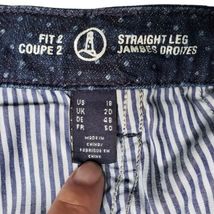 FIT 2
COUPE 2
STRAIGHT LEG
JAMBES DROITES
US 18
UK 20
DE 48
FR 50
MADE IN
CHINA/
FABRIQUÉ EN
CHINE